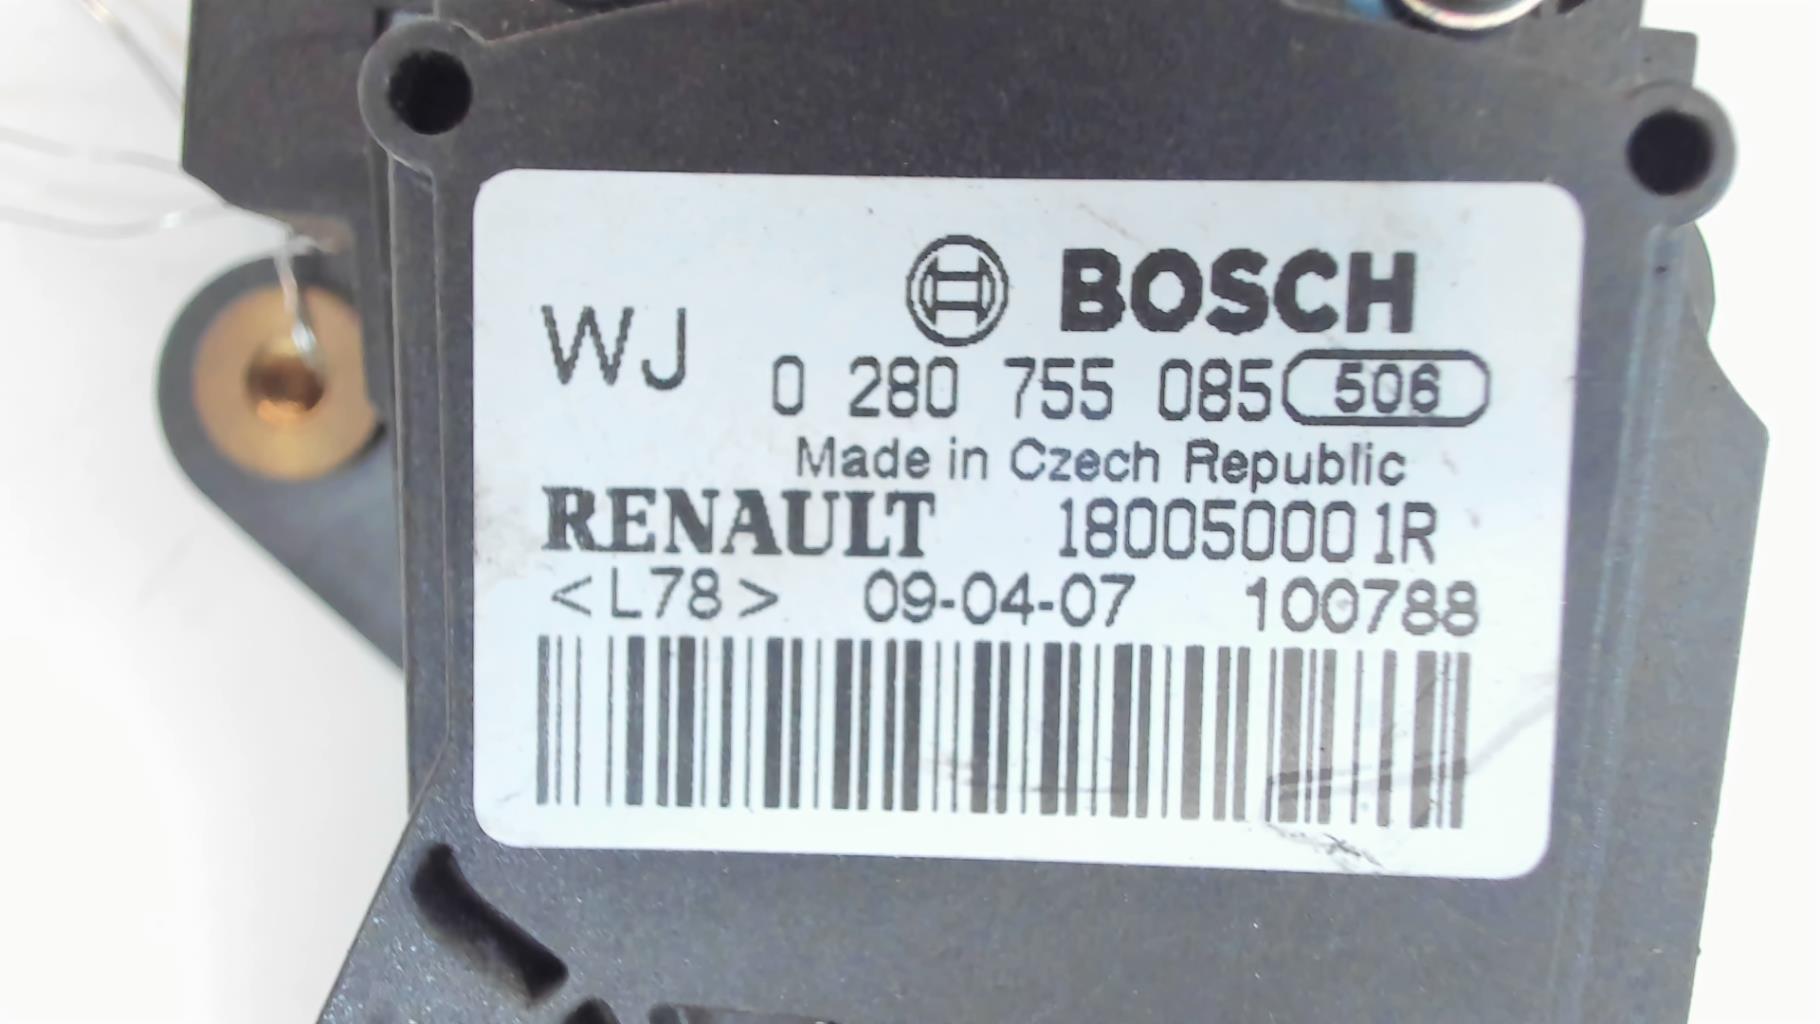 BOSCH
WJ 0 280 755 085 506
Made in Czech Republic
RENAULT 180050001R
<L78> 09-04-07 100788